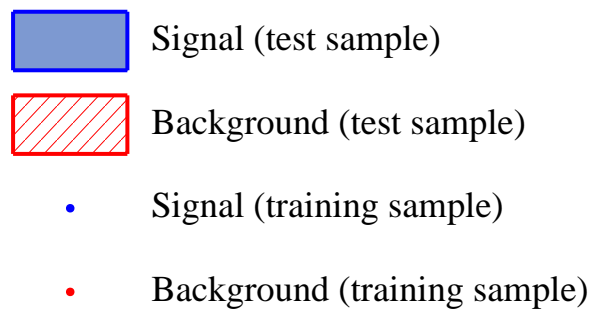 Signal (test sample)
Background (test sample)
Signal (training sample)
Background (training sample)